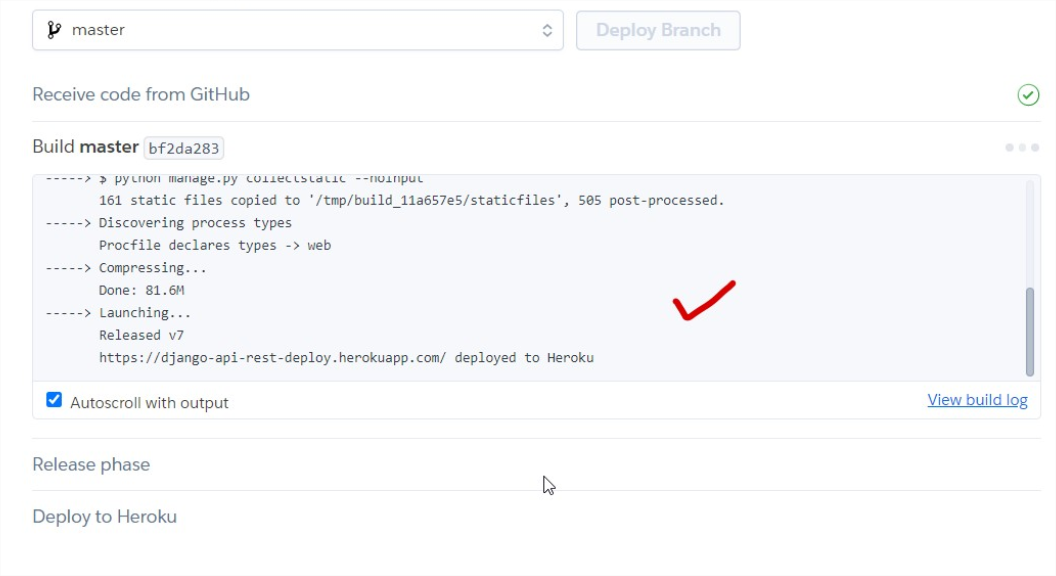 master
Deploy Branch
Receive code from GitHub
Build master bf2da283
-----> $ python manage.py collectstatic --noinput
161 static files copied to '/tmp/build_11a657e5/staticfiles', 505 post-processed.
-----> Discovering process types
Procfile declares types -> web
-----> Compressing...
Done: 81.6M
-----> Launching...
Released v7
https://django-api-rest-deploy.herokuapp.com/ deployed to Heroku
Autoscroll with output
View build log
Release phase
Deploy to Heroku